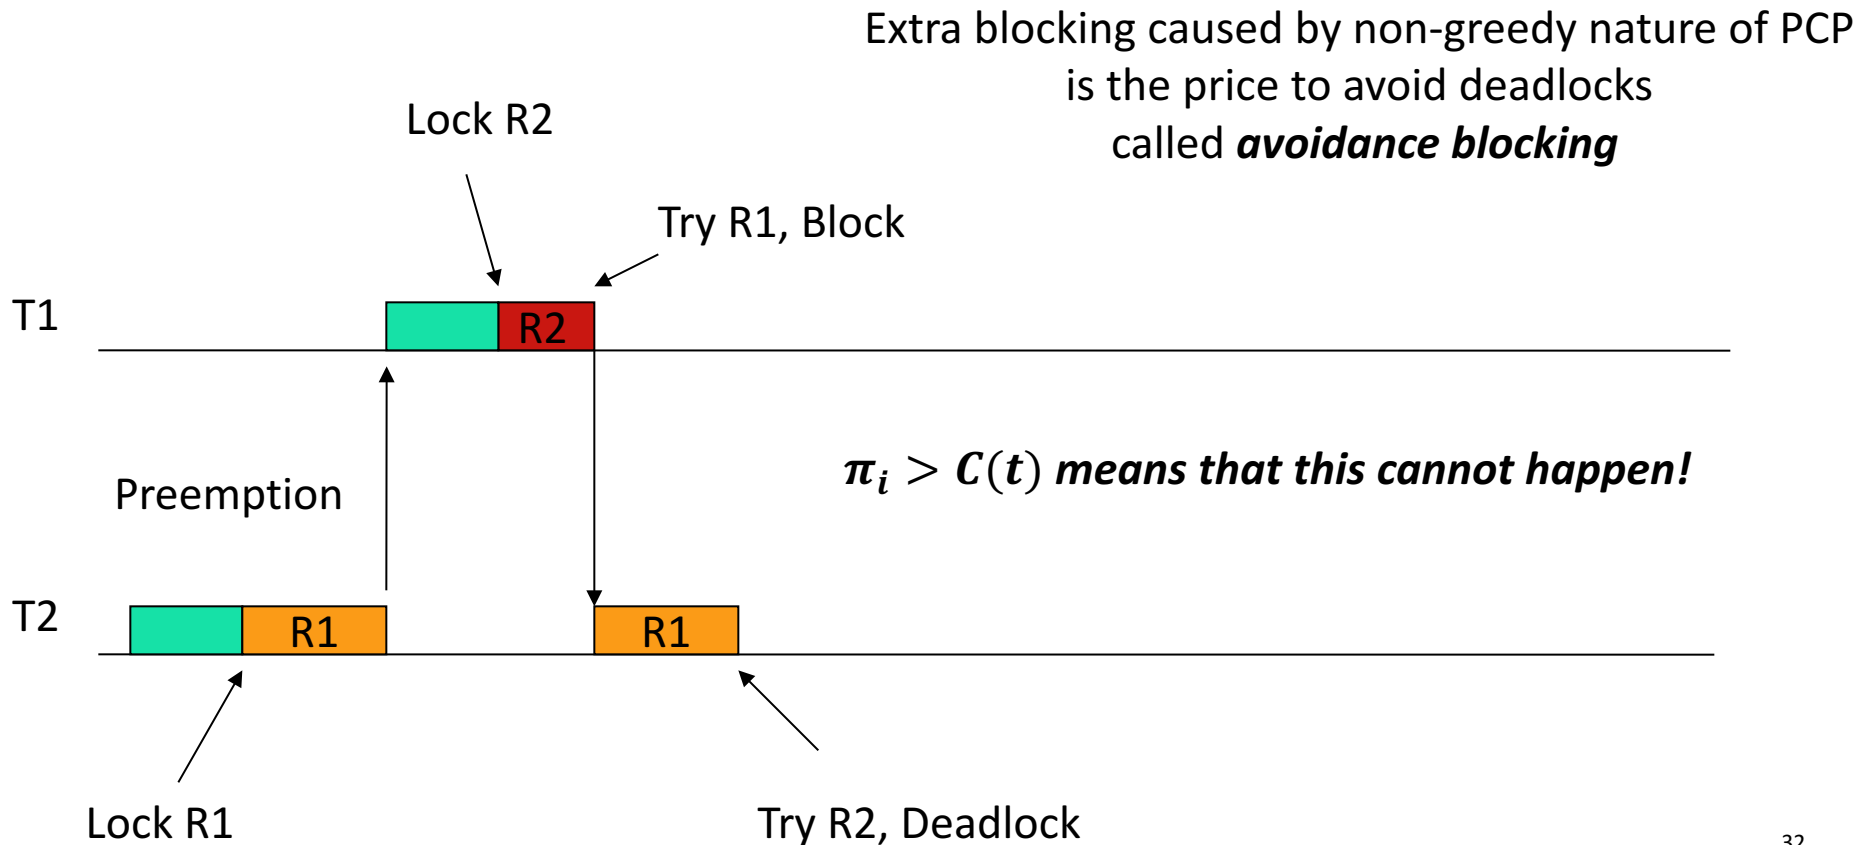 Extra blocking caused by non-greedy nature of PCP
is the price to avoid deadlocks
called avoidance blocking
Lock R2
Try R1, Block
T1
R2
Preemption
π_i > C(t) means that this cannot happen!
T2
R1
R1
Lock R1
Try R2, Deadlock
32